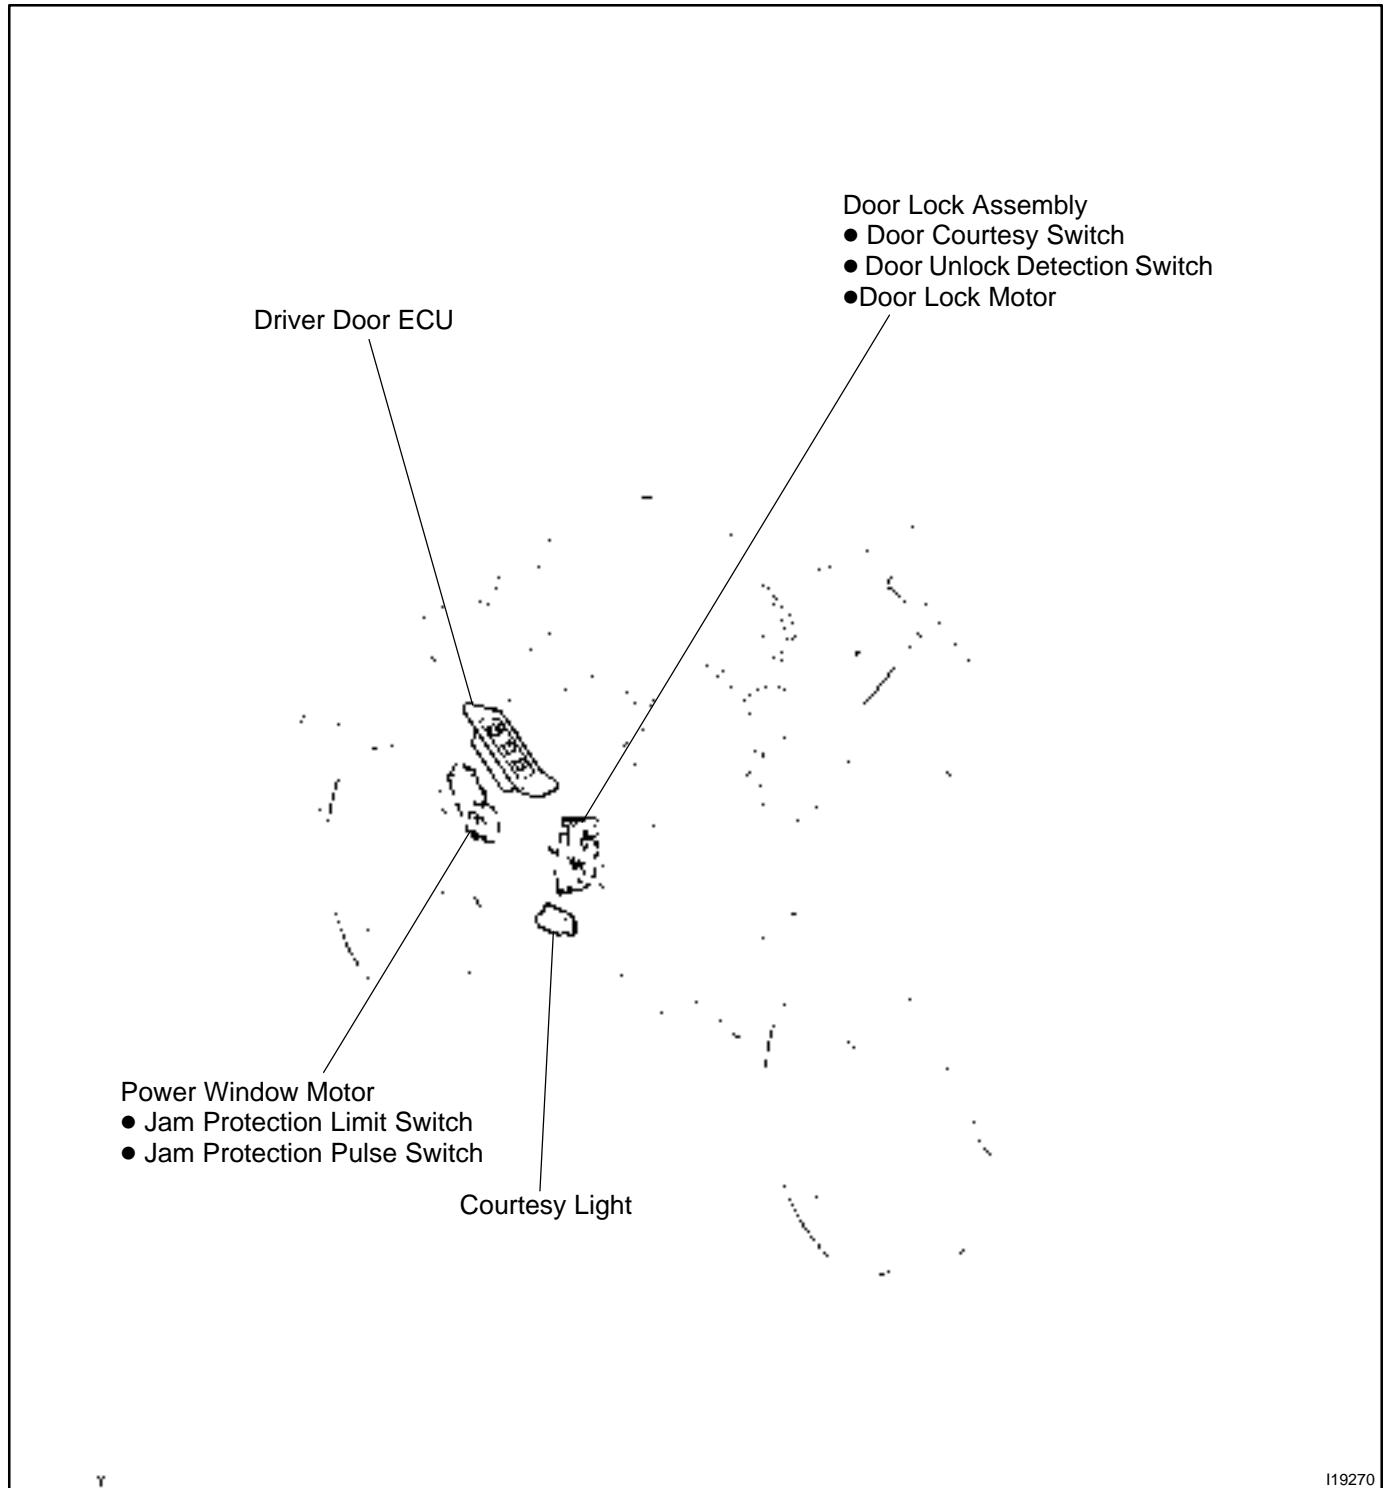 Door Lock Assembly
● Door Courtesy Switch
● Door Unlock Detection Switch
●Door Lock Motor
Driver Door ECU
Power Window Motor
● Jam Protection Limit Switch
● Jam Protection Pulse Switch
Courtesy Light
Y
I19270